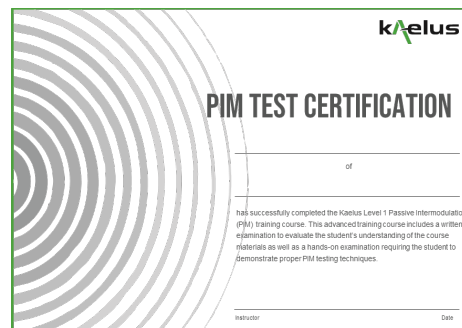 kaelus
PIM TEST CERTIFICATION
of
has successfully completed the Kaelus Level 1 Passive Intermodulatio
(PIM) training course. This advanced training course includes a written
examination to evaluate the student's understanding of the course
materials as well as a hands-on examination requiring the student to
demonstrate proper PIM testing techniques.
Instructor Date